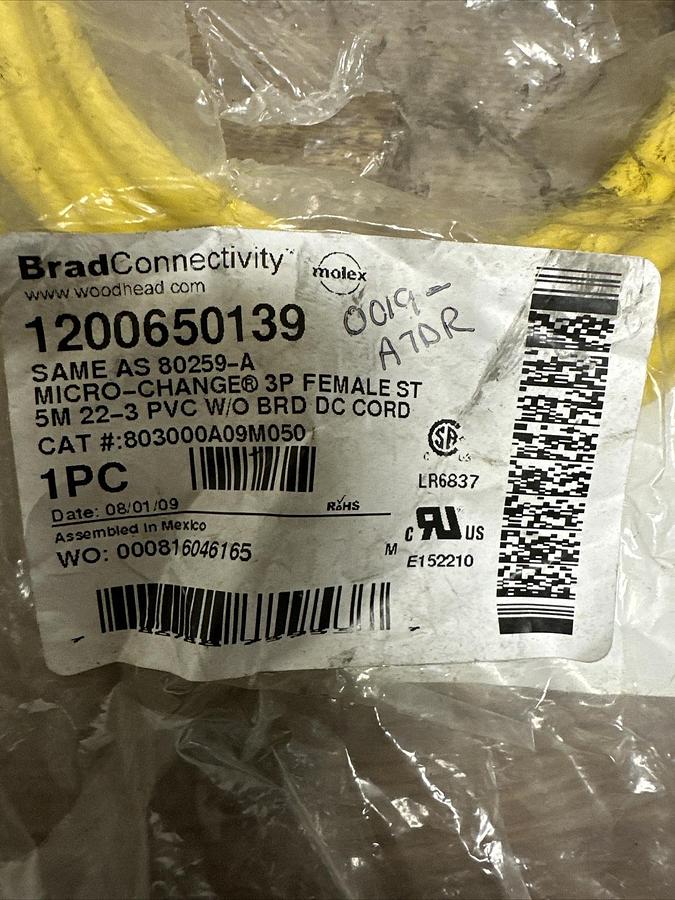 BradConnectivity™
molex
www.woodhead.com
1200650139
0019-
A7DR
SAME AS 80259-A
MICRO-CHANGE® 3P FEMALE ST
5M 22-3 PVC W/O BRD DC CORD
CAT #:803000A09M050
1PC
LR6837
Date: 08/01/09
RoHS
Assembled in Mexico
WO: 000816046165
M
c RU US
E152210